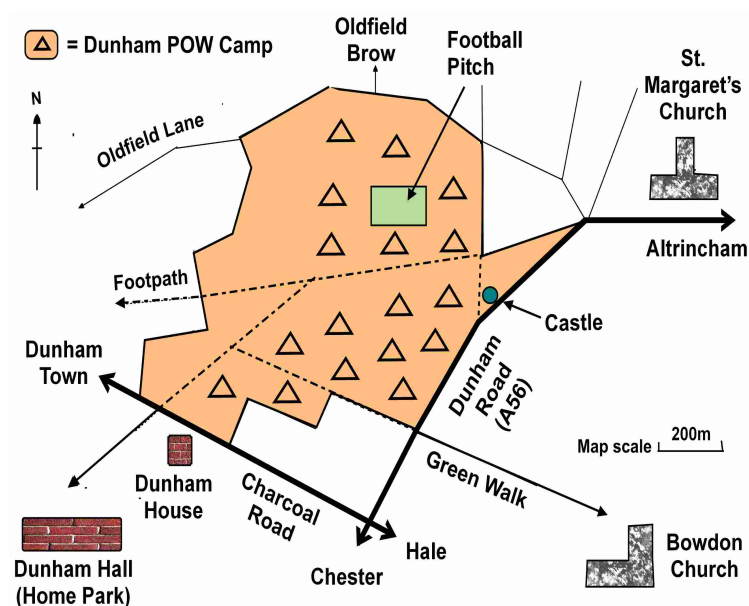 = Dunham POW Camp
Oldfield
Brow
Football
Pitch
St.
Margaret's
Church
N
Oldfield Lane
Altrincham
Footpath
Castle
Dunham
Town
Dunham
Road
(A56)
Map scale
200m
Dunham
House
Charcoal
Road
Green Walk
Hale
Chester
Dunham Hall
(Home Park)
Bowdon
Church